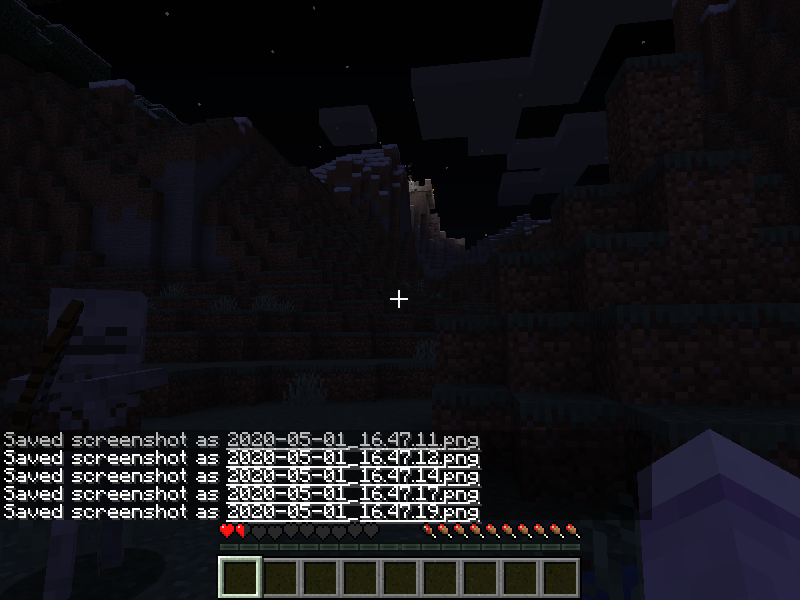 Saved screenshot as 2020-05-01_16.47.11.png
Saved screenshot as 2020-05-01_16.47.12.png
Saved screenshot as 2020-05-01_16.47.14.png
Saved screenshot as 2020-05-01_16.47.17.png
Saved screenshot as 2020-05-01_16.47.19.png